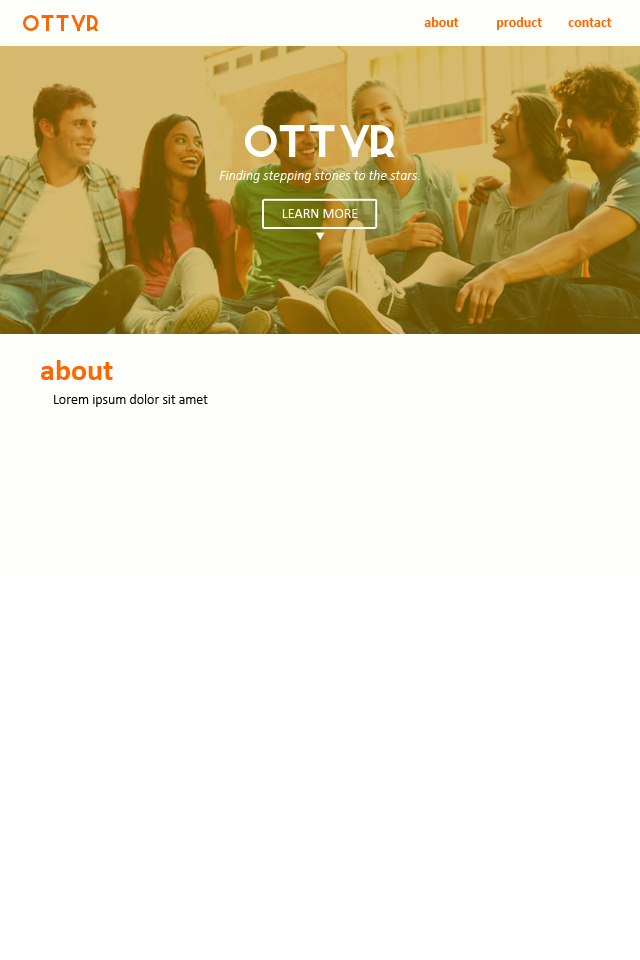 OTTYR
about product contact
OTTYR
Finding stepping stones to the stars.
LEARN MORE
about
Lorem ipsum dolor sit amet